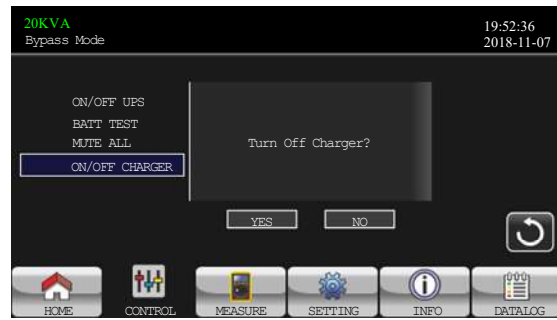 20KVA
19:52:36
Bypass Mode
2018-11-07
ON/OFF UPS
BATT TEST
MUTE ALL
Turn Off Charger?
ON/OFF CHARGER
YES
NO
HOME
CONTROL
MEASURE
SETTING
INFO
DATALOG